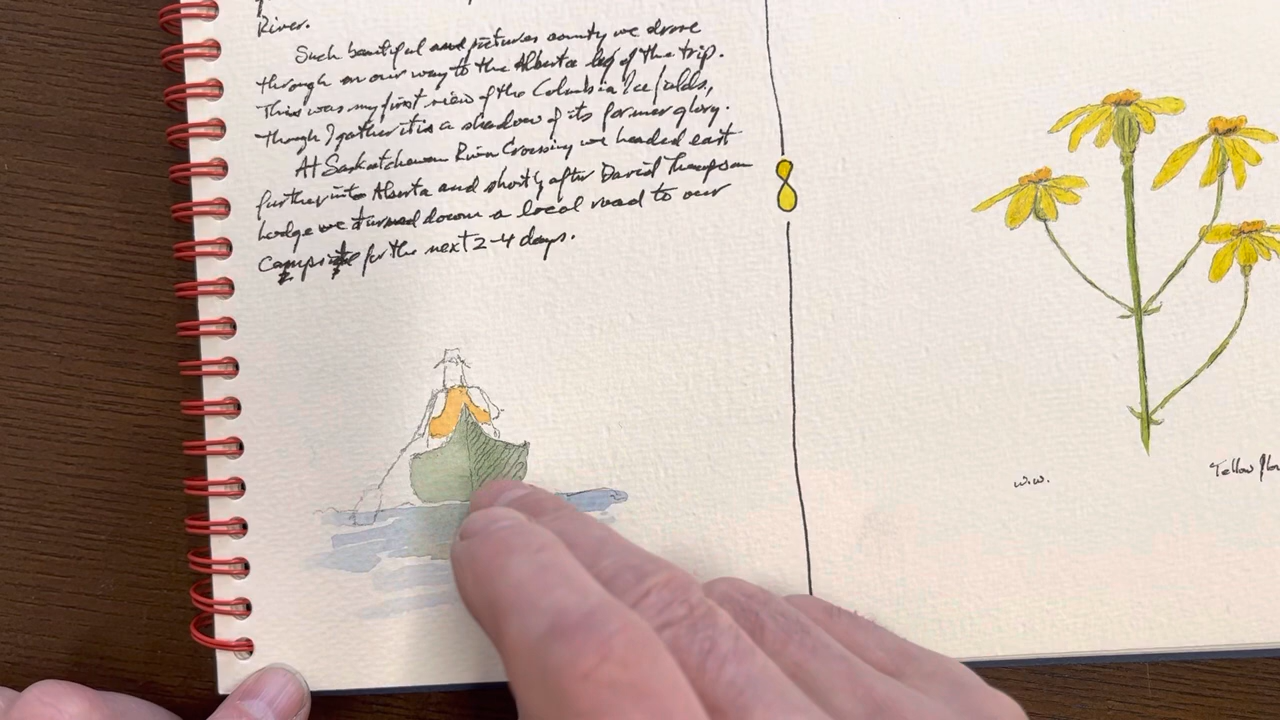 River.
Such beautiful and pictures county we drove
through on our way to the Alberta leg of the trip.
This was my first view of the Columbia Icefields,
though I gather it is a shadow of its former glory.
At Saskatchewan River Crossing we headed east
further into Alberta and shortly after David Thompson
Lodge we turned down a local road to our
campsite for the next 2-4 days.
w.w.
Yellow